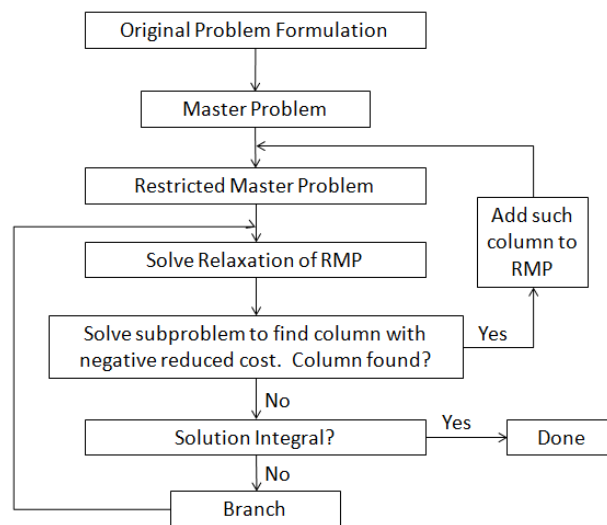 Original Problem Formulation
Master Problem
Restricted Master Problem
Add such
column to
RMP
Solve Relaxation of RMP
Solve subproblem to find column with
negative reduced cost.  Column found?
Yes
No
Solution Integral?
Yes
Done
No
Branch